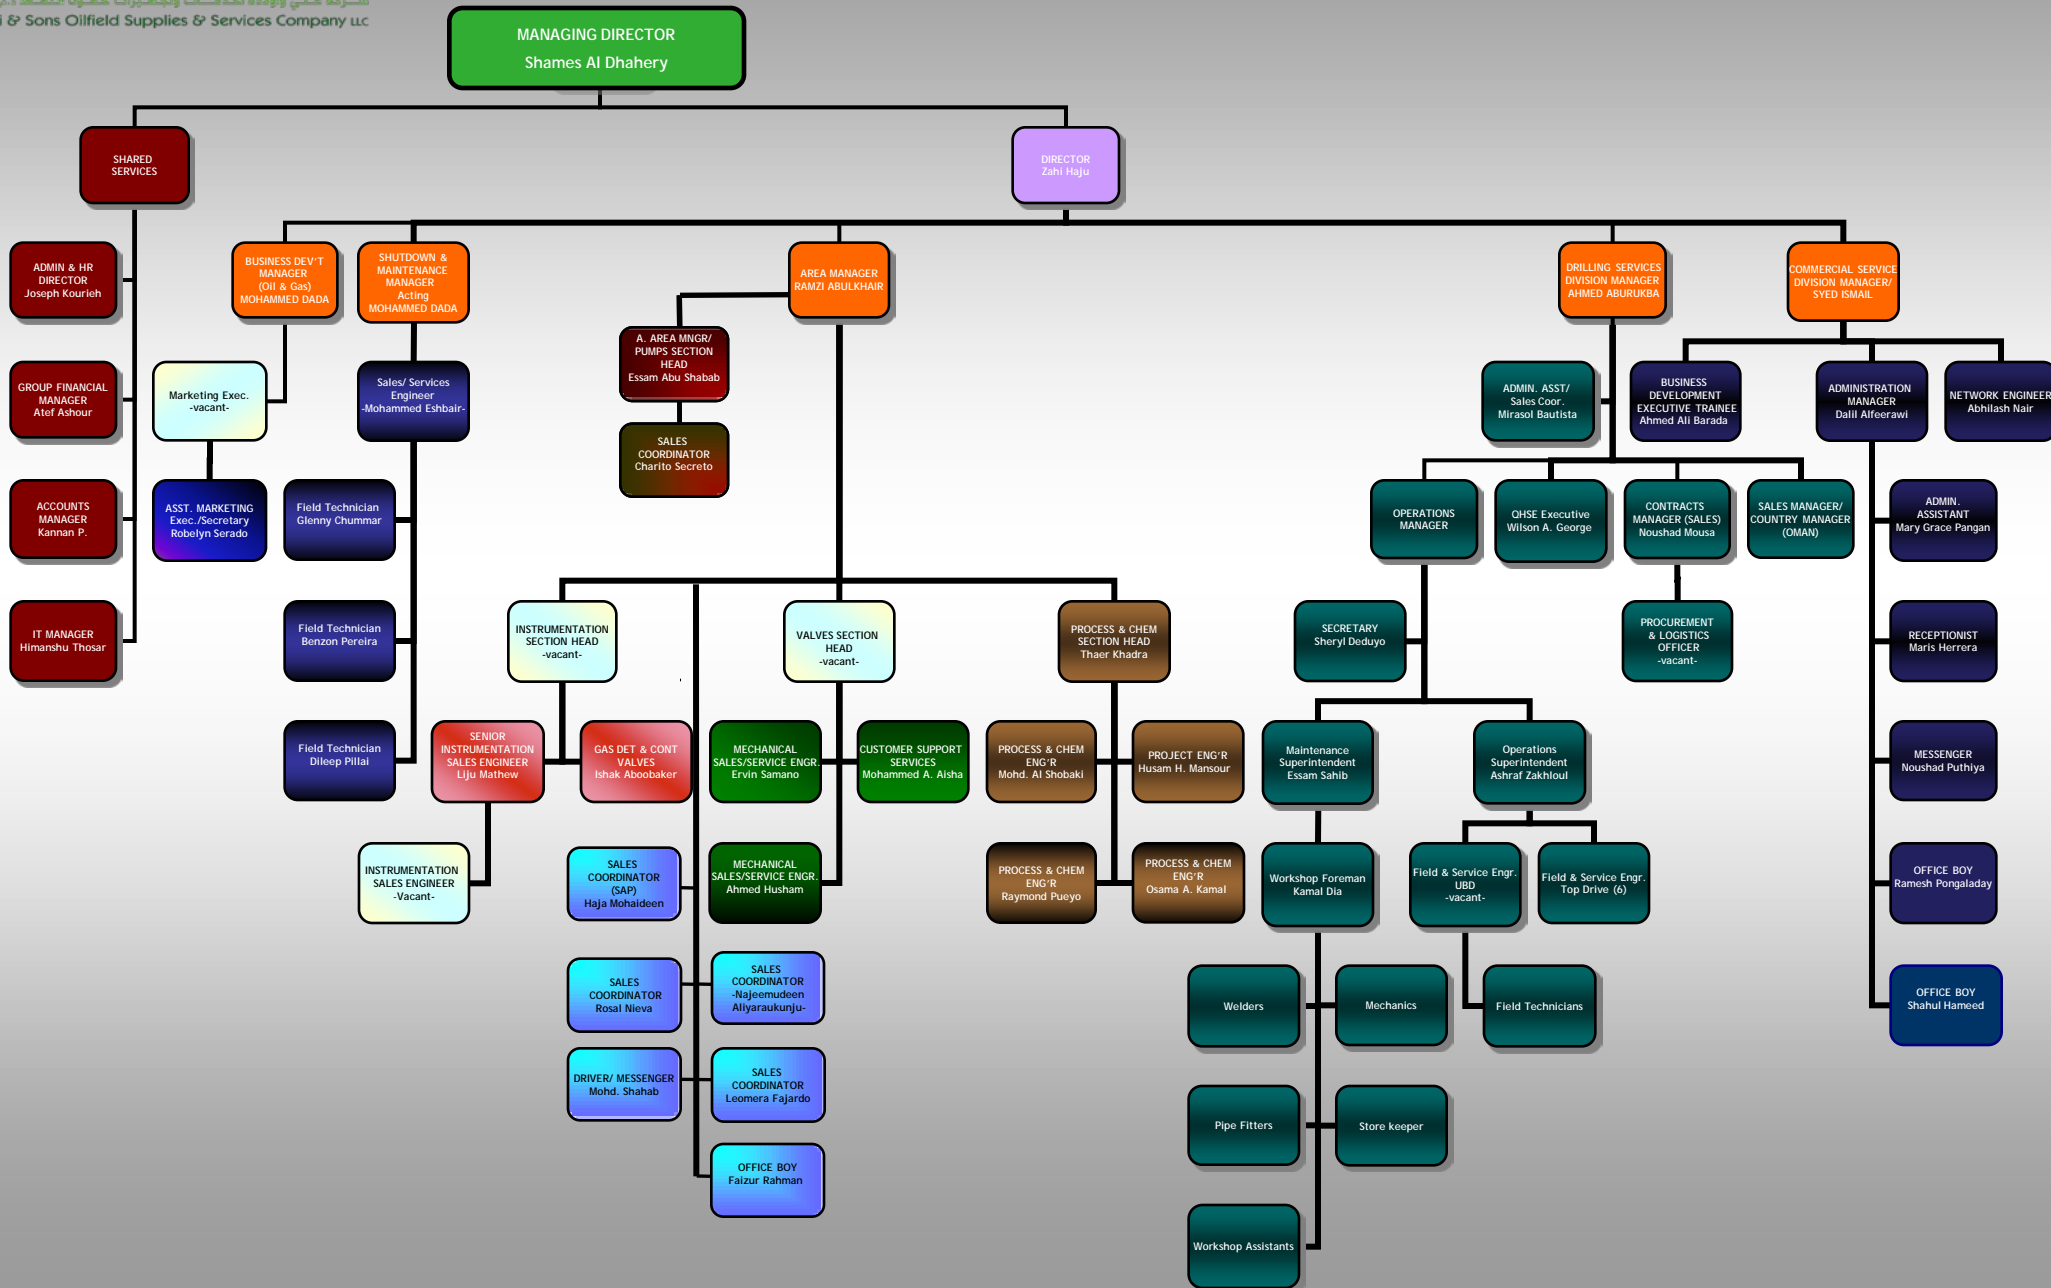 & Sons Oilfield Supplies & Services Company LLC
MANAGING DIRECTOR
Shames Al Dhahery
SHARED
SERVICES
DIRECTOR
Zahi Haju
ADMIN & HR
DIRECTOR
Joseph Kourieh
BUSINESS DEV'T
MANAGER
(Oil & Gas)
MOHAMMED DADA
SHUTDOWN &
MAINTENANCE
MANAGER
Acting
MOHAMMED DADA
AREA MANAGER
RAMZI ABULKHAIR
DRILLING SERVICES
DIVISION MANAGER
AHMED ABURUKBA
COMMERCIAL SERVICE
DIVISION MANAGER/
SYED ISMAIL
A. AREA MNGR/
PUMPS SECTION
HEAD
Essam Abu Shabab
GROUP FINANCIAL
MANAGER
Atef Ashour
Marketing Exec.
-vacant-
Sales/ Services
Engineer
-Mohammed Eshbair-
SALES
COORDINATOR
Charito Secreto
ADMIN. ASST/
Sales Coor.
Mirasol Bautista
BUSINESS
DEVELOPMENT
EXECUTIVE TRAINEE
Ahmed Ali Barada
ADMINISTRATION
MANAGER
Dalil Alfeerawi
NETWORK ENGINEER
Abhilash Nair
ACCOUNTS
MANAGER
Kannan P.
ASST. MARKETING
Exec./Secretary
Robelyn Serado
Field Technician
Glenny Chummar
OPERATIONS
MANAGER
QHSE Executive
Wilson A. George
CONTRACTS
MANAGER (SALES)
Noushad Mousa
SALES MANAGER/
COUNTRY MANAGER
(OMAN)
ADMIN.
ASSISTANT
Mary Grace Pangan
IT MANAGER
Himanshu Thosar
Field Technician
Benzon Pereira
INSTRUMENTATION
SECTION HEAD
-vacant-
VALVES SECTION
HEAD
-vacant-
PROCESS & CHEM
SECTION HEAD
Thaer Khadra
SECRETARY
Sheryl Deduyo
PROCUREMENT
& LOGISTICS
OFFICER
-vacant-
RECEPTIONIST
Maris Herrera
Field Technician
Dileep Pillai
SENIOR
INSTRUMENTATION
SALES ENGINEER
Liju Mathew
GAS DET & CONT
VALVES
Ishak Aboobaker
MECHANICAL
SALES/SERVICE ENGR.
Ervin Samano
CUSTOMER SUPPORT
SERVICES
Mohammed A. Aisha
PROCESS & CHEM
ENG'R
Mohd. Al Shobaki
PROJECT ENG'R
Husam H. Mansour
Maintenance
Superintendent
Essam Sahib
Operations
Superintendent
Ashraf Zakhloul
MESSENGER
Noushad Puthiya
INSTRUMENTATION
SALES ENGINEER
-Vacant-
SALES
COORDINATOR
(SAP)
Haja Mohaideen
MECHANICAL
SALES/SERVICE ENGR.
Ahmed Husham
PROCESS & CHEM
ENG'R
Raymond Pueyo
PROCESS & CHEM
ENG'R
Osama A. Kamal
Workshop Foreman
Kamal Dia
Field & Service Engr.
UBD
-vacant-
Field & Service Engr.
Top Drive (6)
OFFICE BOY
Ramesh Pongaladay
SALES
COORDINATOR
Rosal Nieva
SALES
COORDINATOR
-Najeemudeen
Aliyaraukunju-
Welders
Mechanics
Field Technicians
OFFICE BOY
Shahul Hameed
DRIVER/ MESSENGER
Mohd. Shahab
SALES
COORDINATOR
Leomera Fajardo
Pipe Fitters
Store keeper
OFFICE BOY
Faizur Rahman
Workshop Assistants